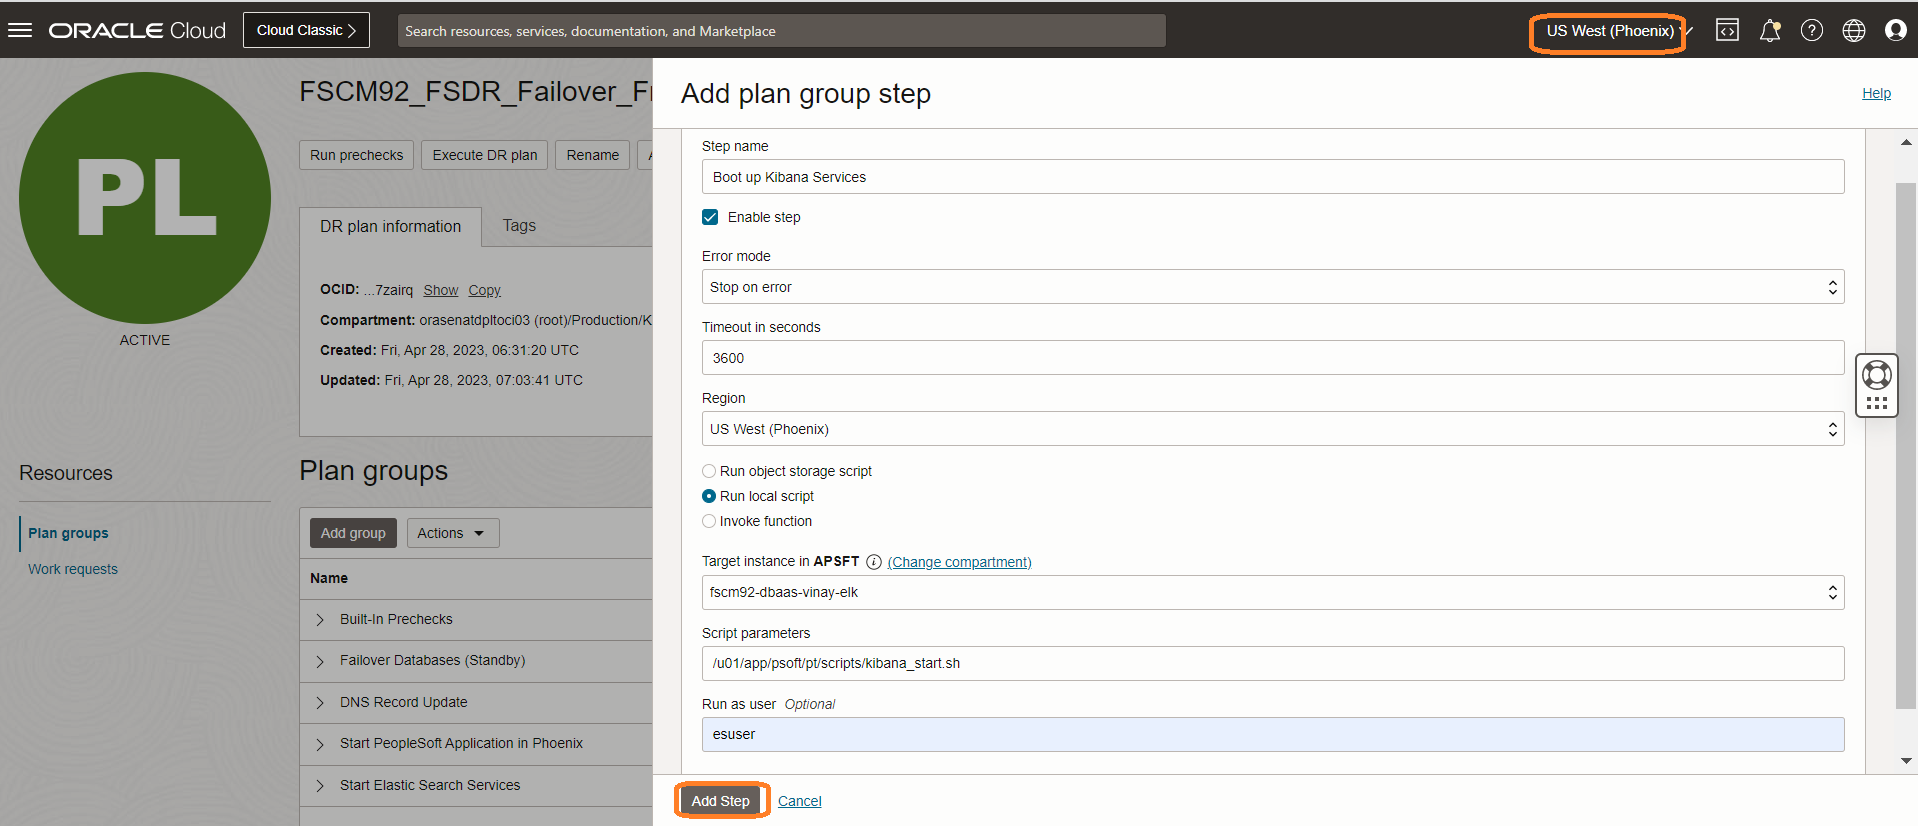 ORACLE Cloud
Cloud Classic
Search resources, services, documentation, and Marketplace
US West (Phoenix)
PL
ACTIVE
FSCM92_FSDR_Failover_Fr
Run prechecks
Execute DR plan
Rename
DR plan information
Tags
OCID: ...7zairq Show Copy
Compartment: orasenatdpltoci03 (root)/Production/K
Created: Fri, Apr 28, 2023, 06:31:20 UTC
Updated: Fri, Apr 28, 2023, 07:03:41 UTC
Resources
Plan groups
Work requests
Plan groups
Add group
Actions
Name
Built-In Prechecks
Failover Databases (Standby)
DNS Record Update
Start PeopleSoft Application in Phoenix
Start Elastic Search Services
Add plan group step
Help
Step name
Boot up Kibana Services
Enable step
Error mode
Stop on error
Timeout in seconds
3600
Region
US West (Phoenix)
Run object storage script
Run local script
Invoke function
Target instance in APSFT (Change compartment)
fscm92-dbaas-vinay-elk
Script parameters
/u01/app/psoft/pt/scripts/kibana_start.sh
Run as user Optional
esuser
Add Step
Cancel